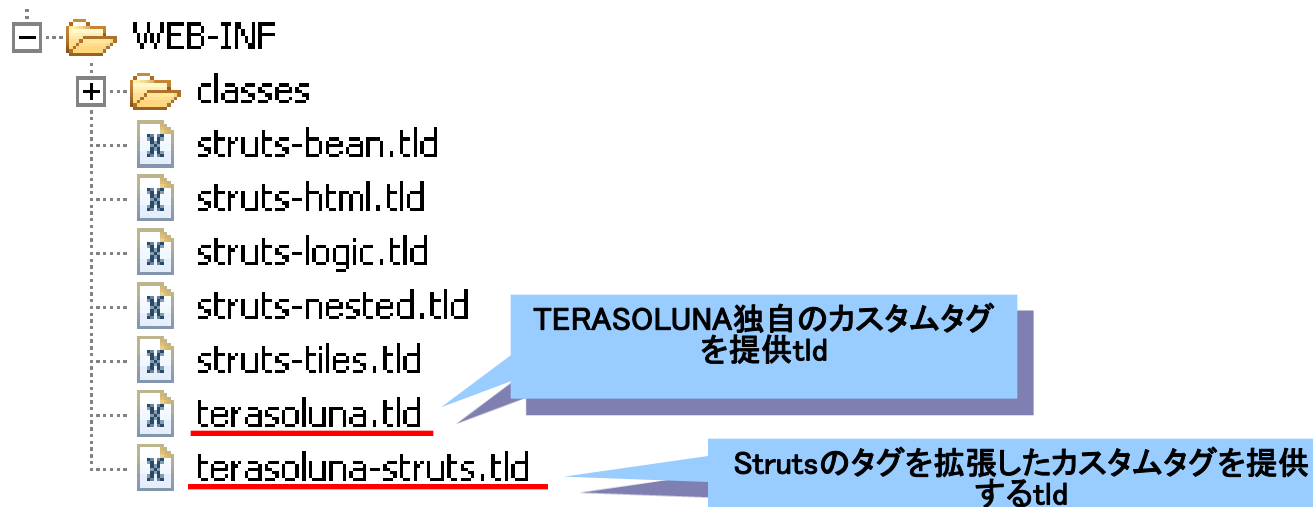 WEB-INF
classes
struts-bean.tld
struts-html.tld
struts-logic.tld
struts-nested.tld
struts-tiles.tld
terasoluna.tld
terasoluna-struts.tld
TERASOLUNA独自のカスタムタグ
を提供tld
Strutsのタグを拡張したカスタムタグを提供
するtld